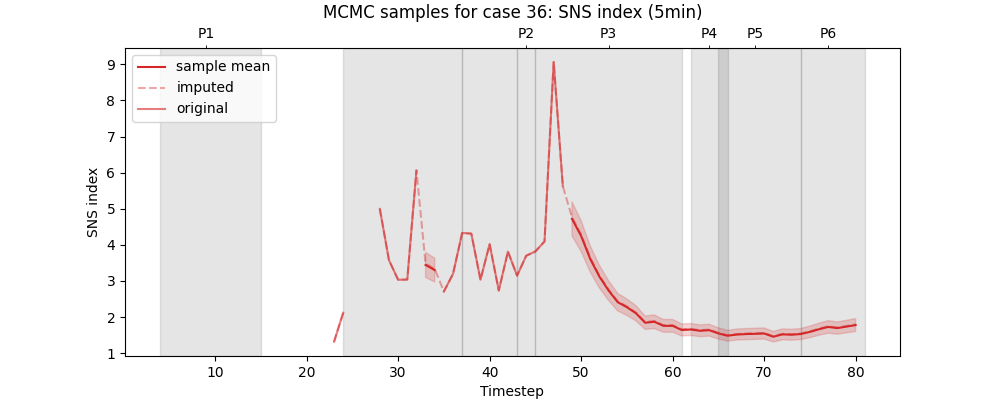 MCMC samples for case 36: SNS index (5min)
P1 P2 P3 P4 P5 P6
sample mean
imputed
original
9
8
7
6
5
4
3
2
1
SNS index
10 20 30 40 50 60 70 80
Timestep